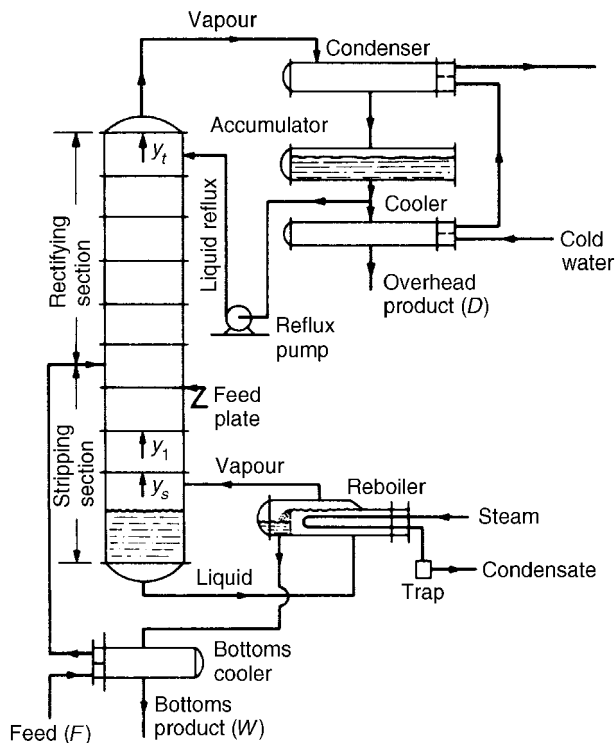 Vapour
Condenser
Accumulator
y_t
Liquid reflux
Cooler
Cold
water
Overhead
product (D)
Reflux
pump
Rectifying
section
Feed
plate
Stripping
section
y_1
Vapour
y_s
Reboiler
Steam
Trap
Condensate
Liquid
Bottoms
cooler
Bottoms
product (W)
Feed (F)